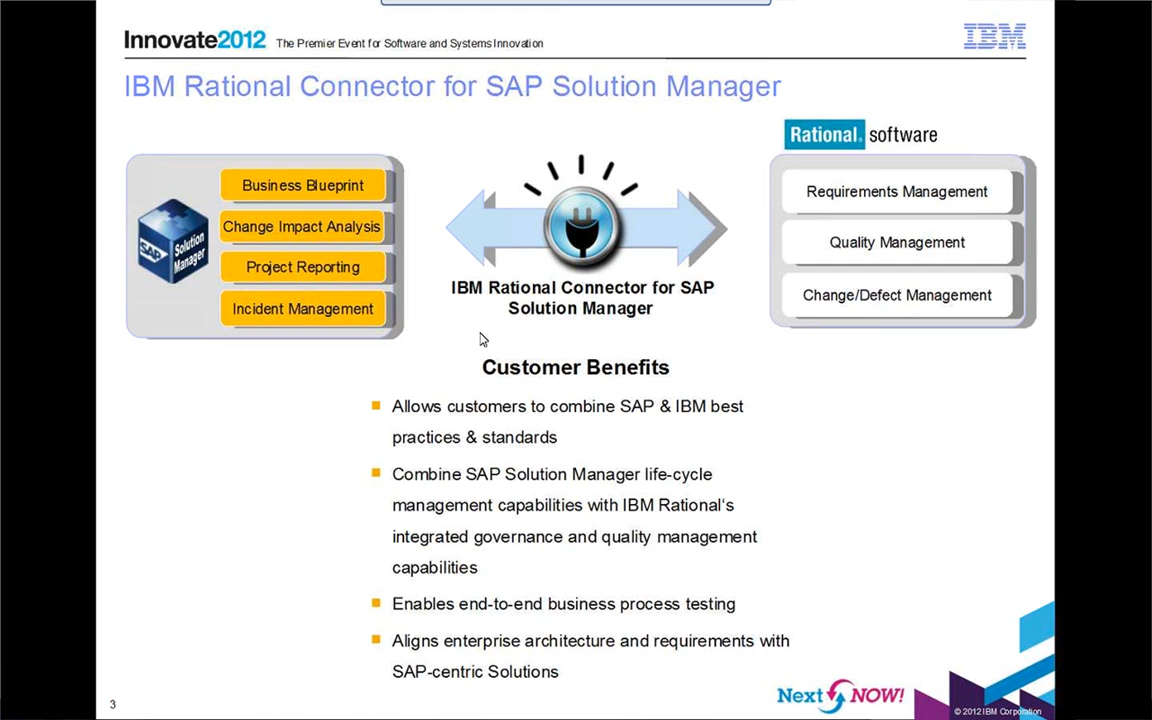 Innovate2012 The Premier Event for Software and Systems Innovation
IBM
IBM Rational Connector for SAP Solution Manager
Rational. software
SAP Solution Manager
Business Blueprint
Change Impact Analysis
Project Reporting
Incident Management
IBM Rational Connector for SAP
Solution Manager
Requirements Management
Quality Management
Change/Defect Management
Customer Benefits
Allows customers to combine SAP & IBM best
practices & standards
Combine SAP Solution Manager life-cycle
management capabilities with IBM Rational‘s
integrated governance and quality management
capabilities
Enables end-to-end business process testing
Aligns enterprise architecture and requirements with
SAP-centric Solutions
3
Next NOW!
© 2012 IBM Corporation